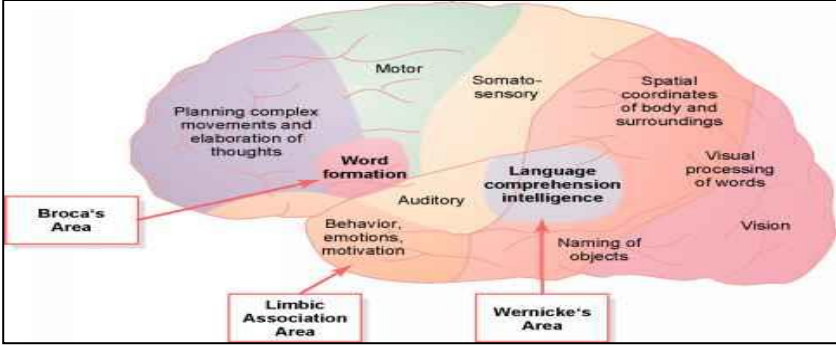 Motor
Somato-
sensory
Spatial
coordinates
of body and
surroundings
Planning complex
movements and
elaboration of
thoughts
Word
formation
Language
comprehension
intelligence
Visual
processing
of words
Auditory
Broca's
Area
Behavior,
emotions,
motivation
Naming of
objects
Vision
Limbic
Association
Area
Wernicke's
Area